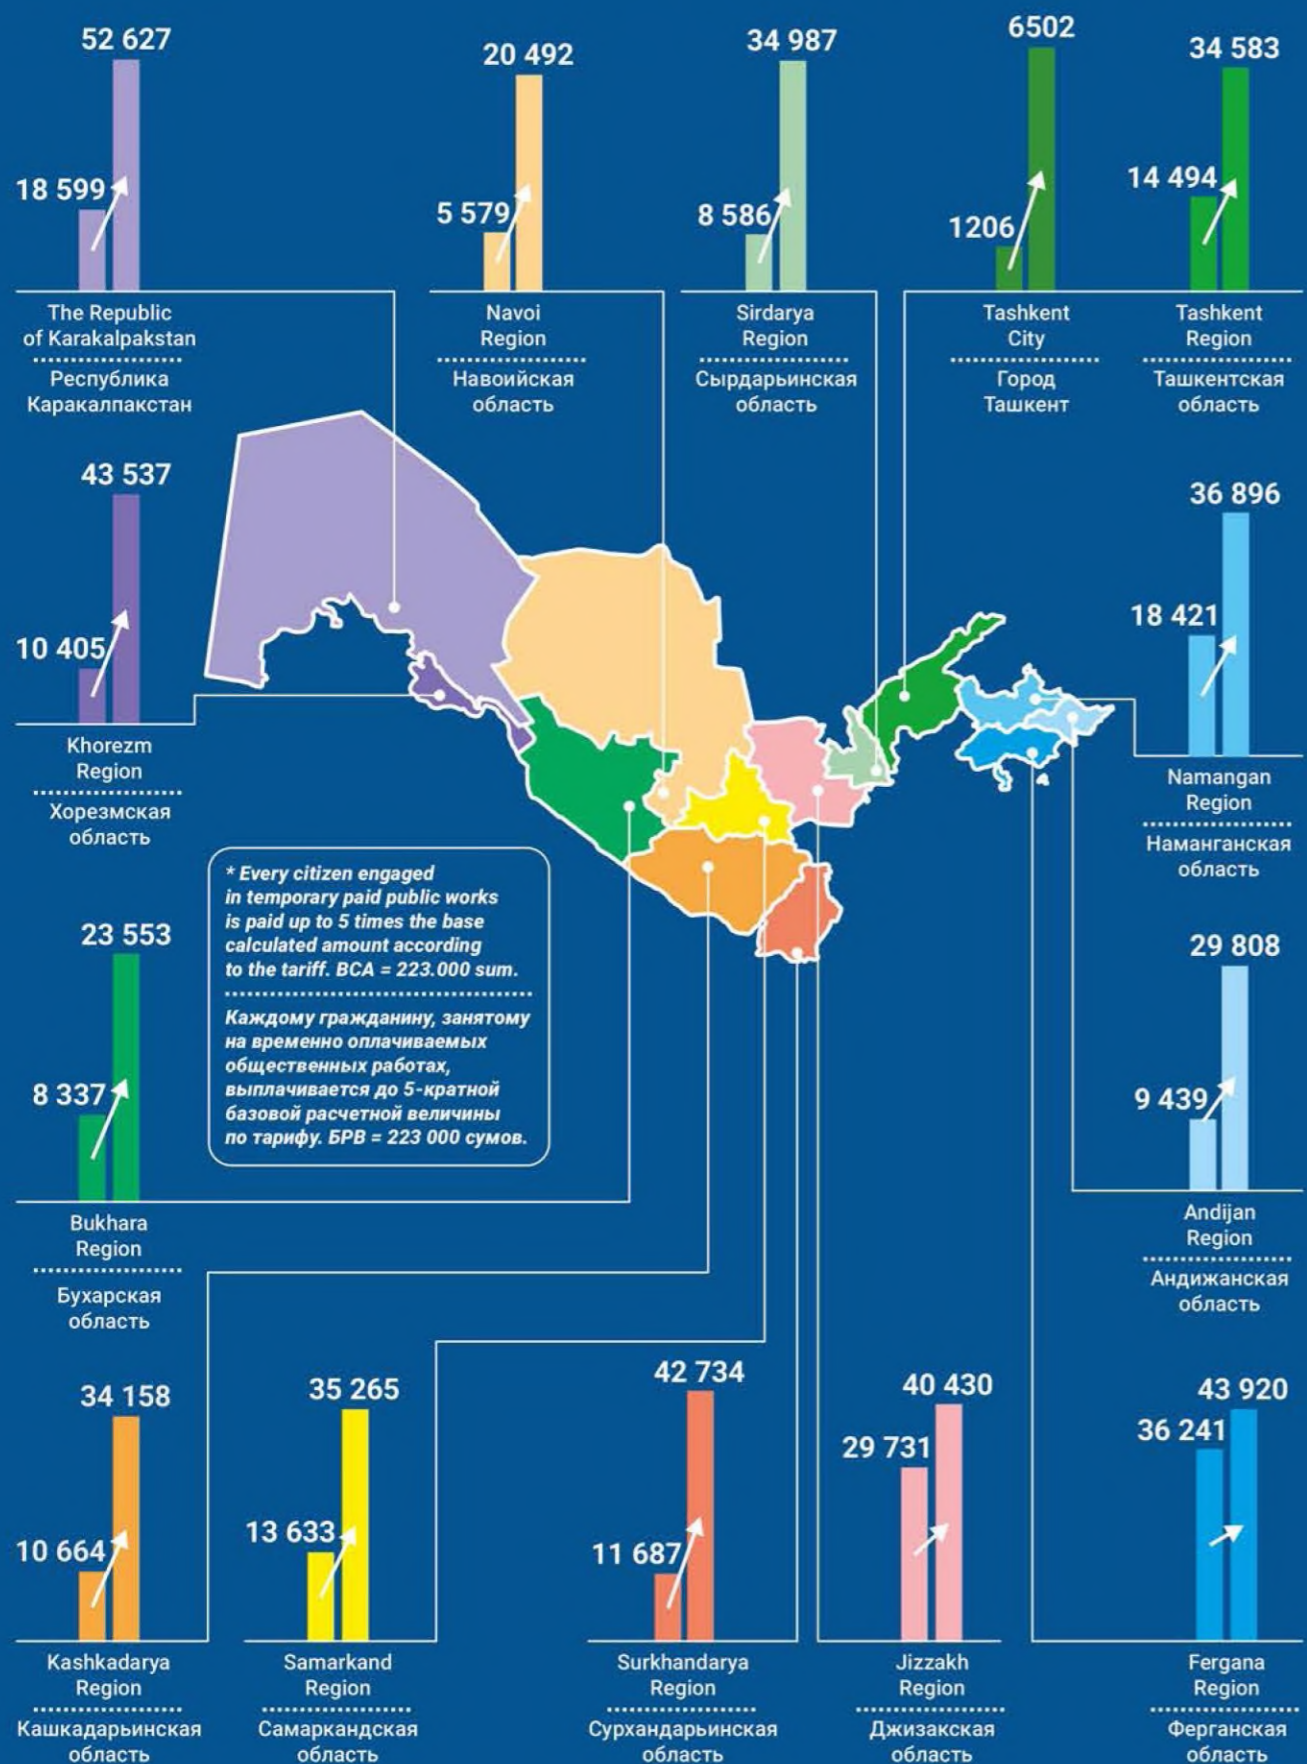 52 627
18 599
The Republic
of Karakalpakstan
Республика
Каракалпакстан
20 492
5 579
Navoi
Region
Навоийская
область
34 987
8 586
Sirdarya
Region
Сырдарьинская
область
6502
1206
Tashkent
City
Город
Ташкент
34 583
14 494
Tashkent
Region
Ташкентская
область
43 537
10 405
Khorezm
Region
Хорезмская
область
36 896
18 421
Namangan
Region
Наманганская
область
* Every citizen engaged
in temporary paid public works
is paid up to 5 times the base
calculated amount according
to the tariff. BCA = 223.000 sum.
Каждому гражданину, занятому
на временно оплачиваемых
общественных работах,
выплачивается до 5-кратной
базовой расчетной величины
по тарифу. БРВ = 223 000 сумов.
23 553
8 337
Bukhara
Region
Бухарская
область
29 808
9 439
Andijan
Region
Андижанская
область
34 158
10 664
Kashkadarya
Region
Кашкадарьинская
область
35 265
13 633
Samarkand
Region
Самаркандская
область
42 734
11 687
Surkhandarya
Region
Сурхандарьинская
область
40 430
29 731
Jizzakh
Region
Джизакская
область
43 920
36 241
Fergana
Region
Ферганская
область